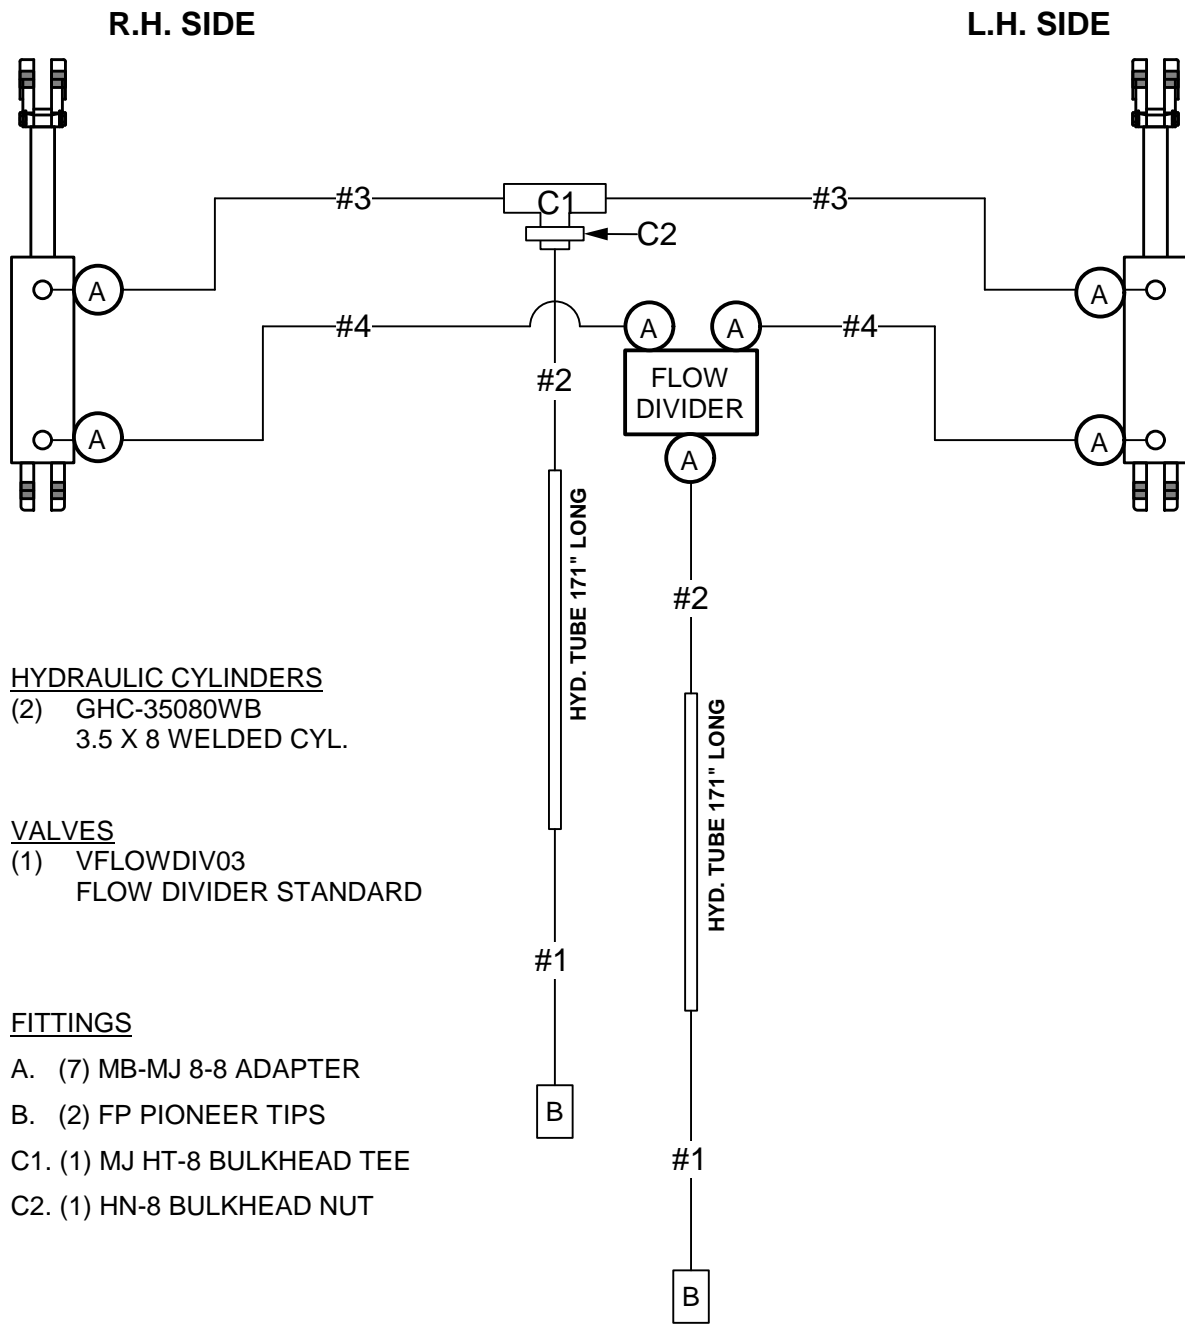 R.H. SIDE
L.H. SIDE
#3
C1
#3
C2
A
A
#4
A
A
#4
#2
FLOW
DIVIDER
A
A
A
HYD. TUBE 171" LONG
#2
HYDRAULIC CYLINDERS
(2) GHC-35080WB
3.5 X 8 WELDED CYL.
HYD. TUBE 171" LONG
VALVES
(1) VFLOWDIV03
FLOW DIVIDER STANDARD
#1
FITTINGS
A. (7) MB-MJ 8-8 ADAPTER
B. (2) FP PIONEER TIPS
B
C1. (1) MJ HT-8 BULKHEAD TEE
#1
C2. (1) HN-8 BULKHEAD NUT
B